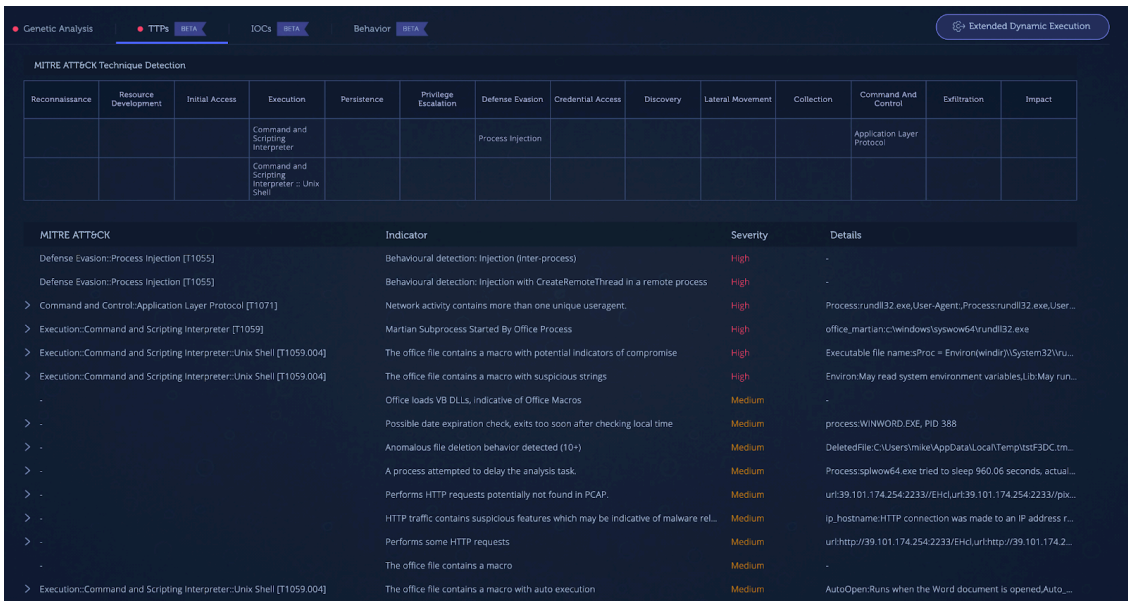 Genetic Analysis TTPs BETA IOCs BETA Behavior BETA Extended Dynamic Execution
MITRE ATT&CK Technique Detection
Reconnaissance Resource Development Initial Access Execution Persistence Privilege Escalation Defense Evasion Credential Access Discovery Lateral Movement Collection Command And Control Exfiltration Impact
Command and Scripting Interpreter Process Injection Application Layer Protocol
Command and Scripting Interpreter :: Unix Shell
MITRE ATT&CK Indicator Severity Details
Defense Evasion::Process Injection [T1055] Behavioural detection: Injection (inter-process) High -
Defense Evasion::Process Injection [T1055] Behavioural detection: Injection with CreateRemoteThread in a remote process High -
> Command and Control::Application Layer Protocol [T1071] Network activity contains more than one unique useragent. High Process:rundll32.exe,User-Agent:,Process:rundll32.exe,User...
> Execution::Command and Scripting Interpreter [T1059] Martian Subprocess Started By Office Process High office_martian:c:\windows\syswow64\rundll32.exe
> Execution::Command and Scripting Interpreter::Unix Shell [T1059.004] The office file contains a macro with potential indicators of compromise High Executable file name:sProc = Environ(windir)\\System32\\ru...
> Execution::Command and Scripting Interpreter::Unix Shell [T1059.004] The office file contains a macro with suspicious strings High Environ:May read system environment variables,Lib:May run...
- Office loads VB DLLs, indicative of Office Macros Medium -
> - Possible date expiration check, exits too soon after checking local time Medium process:WINWORD.EXE, PID 388
> - Anomalous file deletion behavior detected (10+) Medium DeletedFile:C:\Users\mike\AppData\Local\Temp\tstF3DC.tm...
> - A process attempted to delay the analysis task. Medium Process:splwow64.exe tried to sleep 960.06 seconds, actual...
> - Performs HTTP requests potentially not found in PCAP. Medium url:39.101.174.254:2233//EHcl,url:39.101.174.254:2233//pix...
> - HTTP traffic contains suspicious features which may be indicative of malware rel... Medium ip_hostname:HTTP connection was made to an IP address r...
> - Performs some HTTP requests Medium url:http://39.101.174.254:2233/EHcl,url:http://39.101.174.2...
- The office file contains a macro Medium -
> Execution::Command and Scripting Interpreter::Unix Shell [T1059.004] The office file contains a macro with auto execution Medium AutoOpen:Runs when the Word document is opened,Auto_...